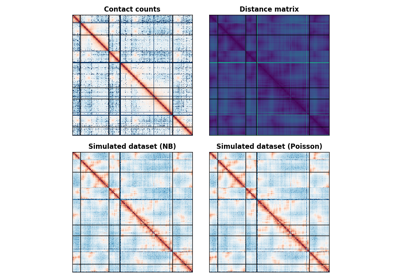 Contact counts
Distance matrix
Simulated dataset (NB)
Simulated dataset (Poisson)